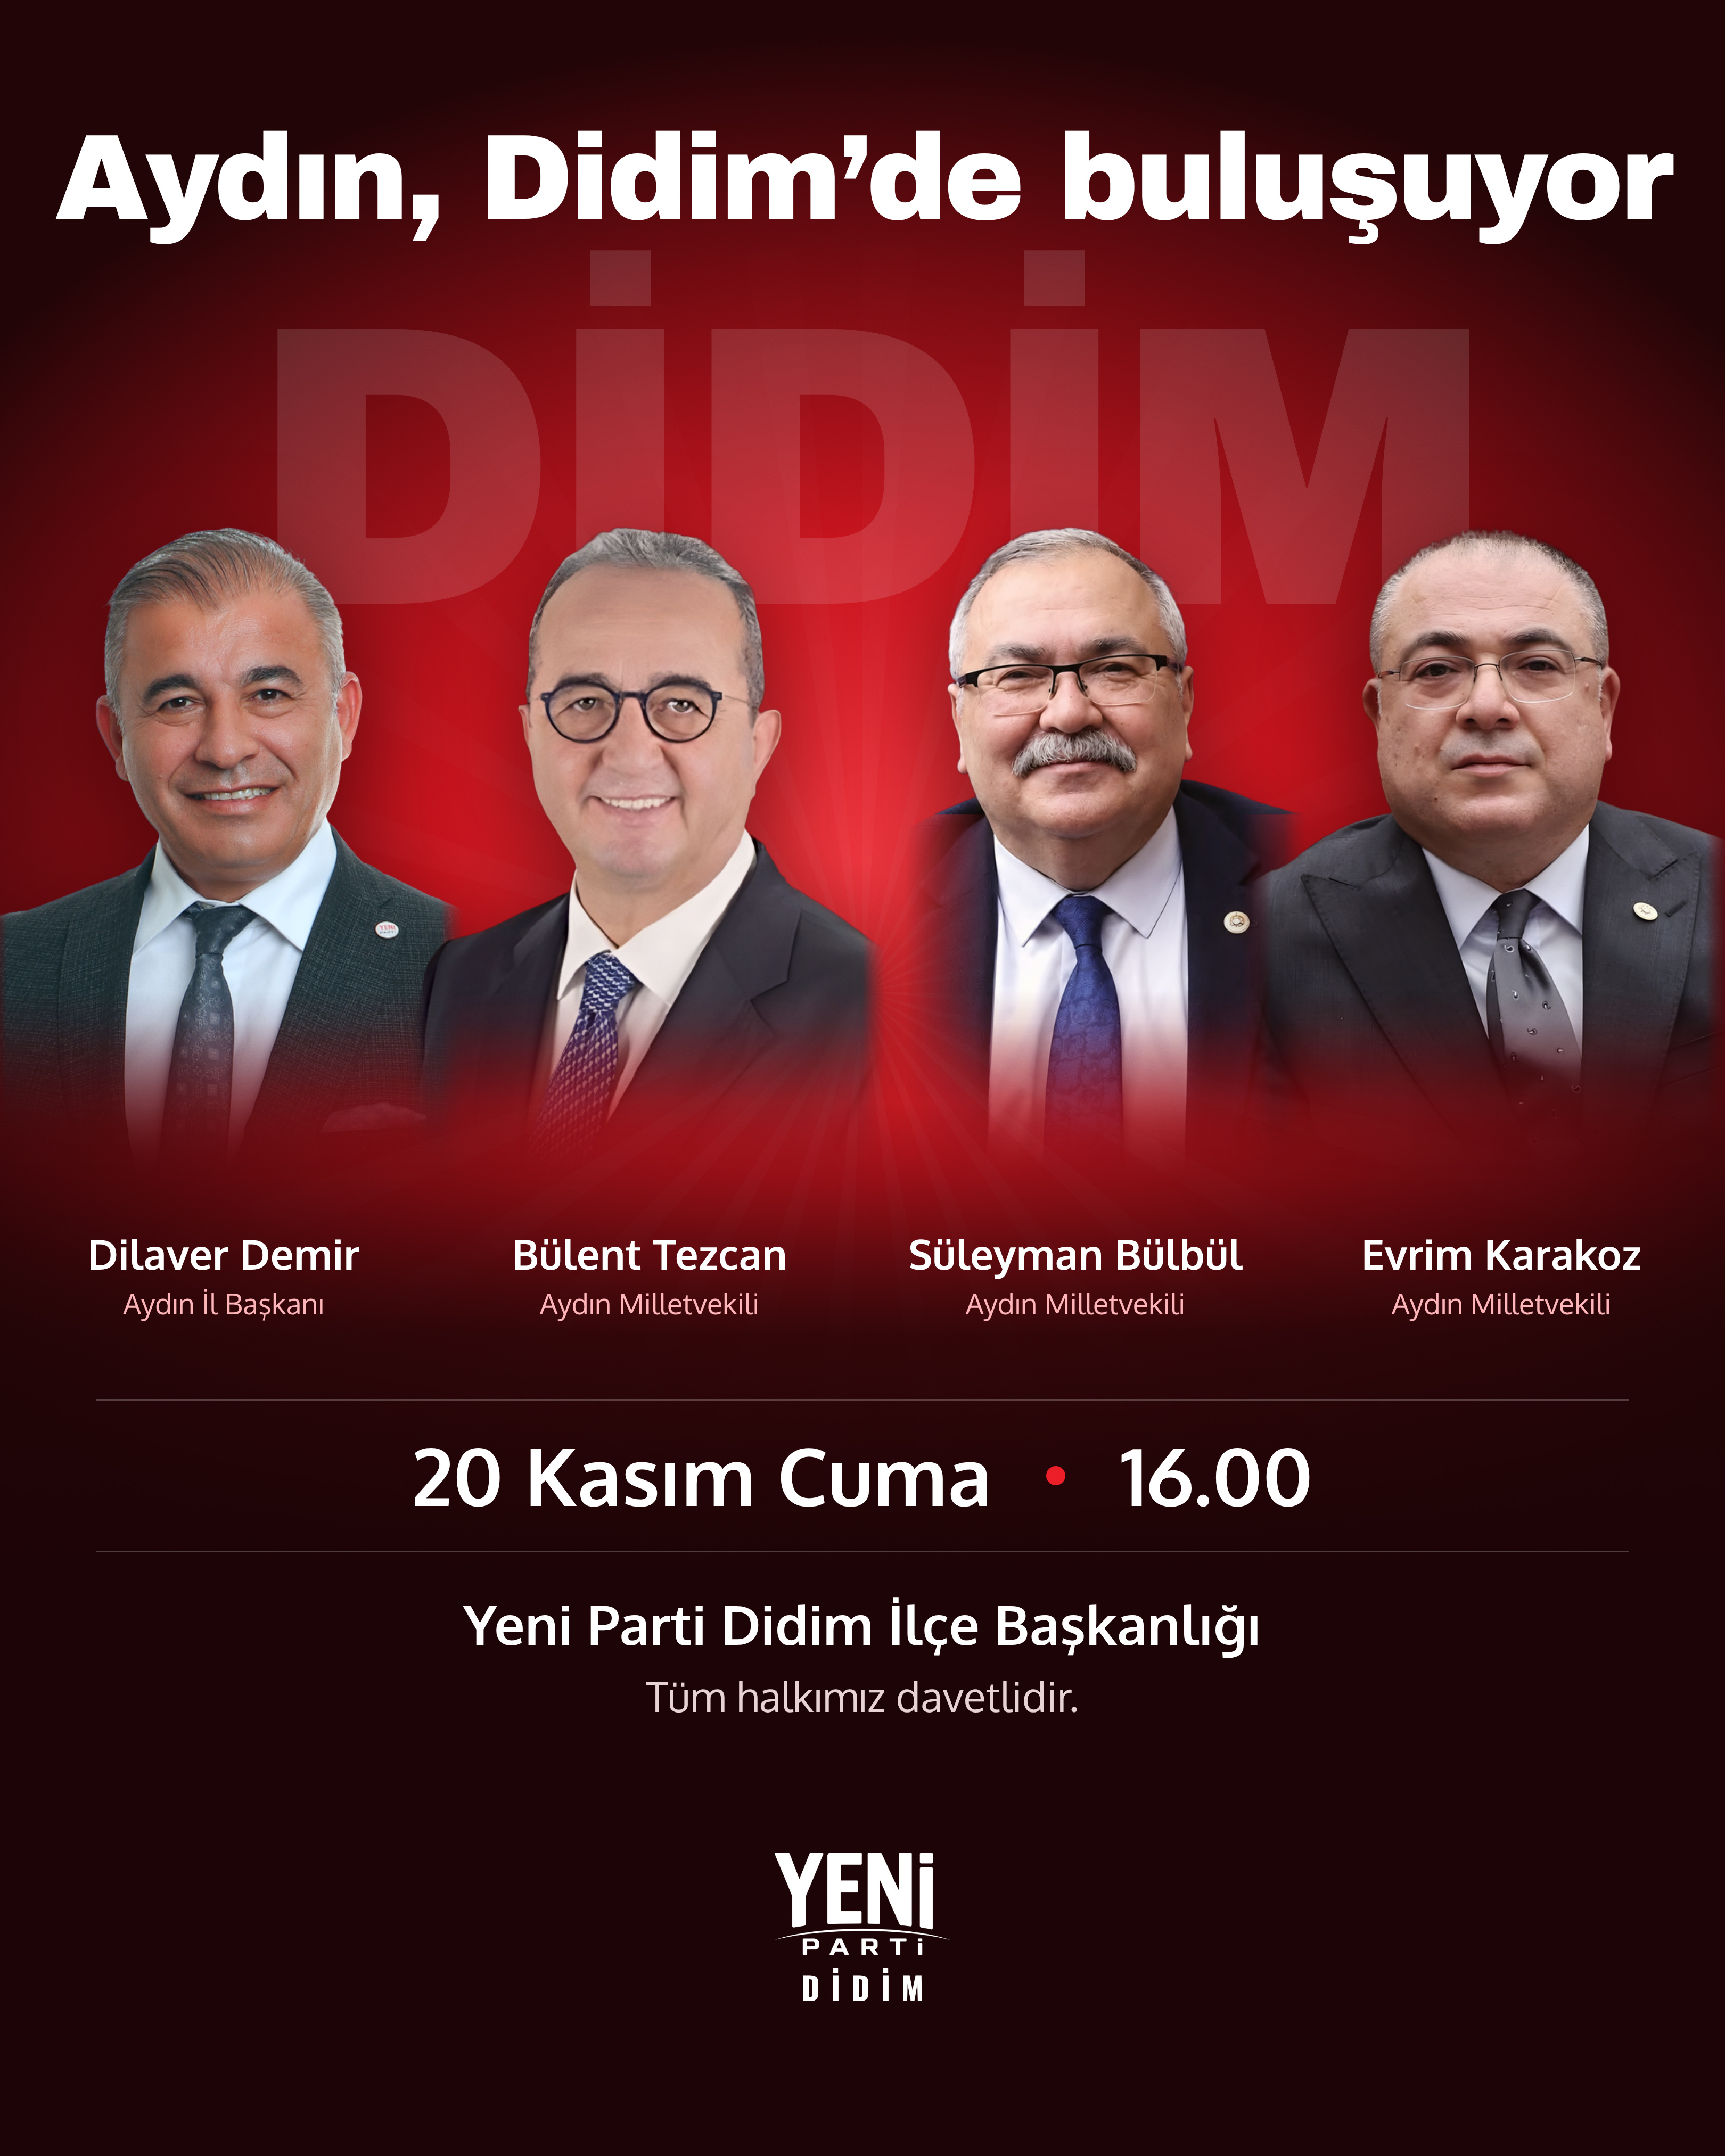 Aydın, Didim’de buluşuyor
DİDİM
YENİ
PARTİ
Dilaver Demir
Aydın İl Başkanı
Bülent Tezcan
Aydın Milletvekili
Süleyman Bülbül
Aydın Milletvekili
Evrim Karakoz
Aydın Milletvekili
20 Kasım Cuma • 16.00
Yeni Parti Didim İlçe Başkanlığı
Tüm halkımız davetlidir.
YENİ
PARTİ
DİDİM